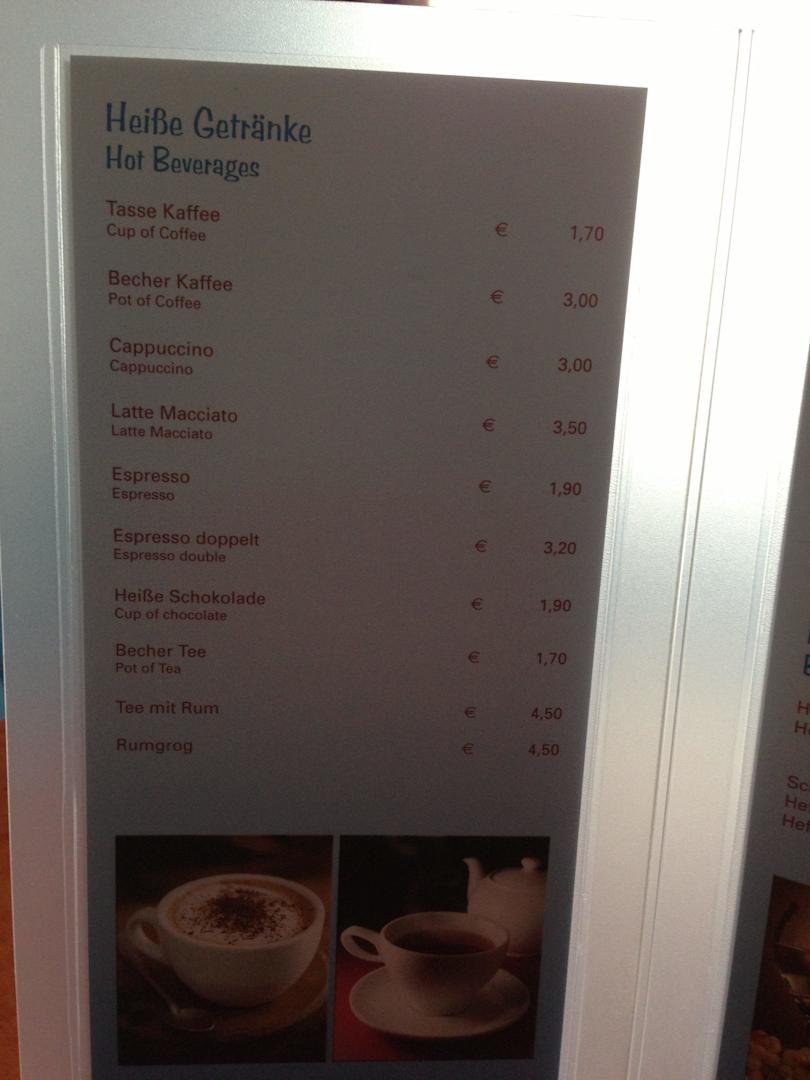 Heiße Getränke
Hot Beverages
Tasse Kaffee
Cup of Coffee
€ 1,70
Becher Kaffee
Pot of Coffee
€ 3,00
Cappuccino
Cappuccino
€ 3,00
Latte Macciato
Latte Macciato
€ 3,50
Espresso
Espresso
€ 1,90
Espresso doppelt
Espresso double
€ 3,20
Heiße Schokolade
Cup of chocolate
€ 1,90
Becher Tee
Pot of Tea
€ 1,70
Tee mit Rum € 4,50
Rumgrog € 4,50